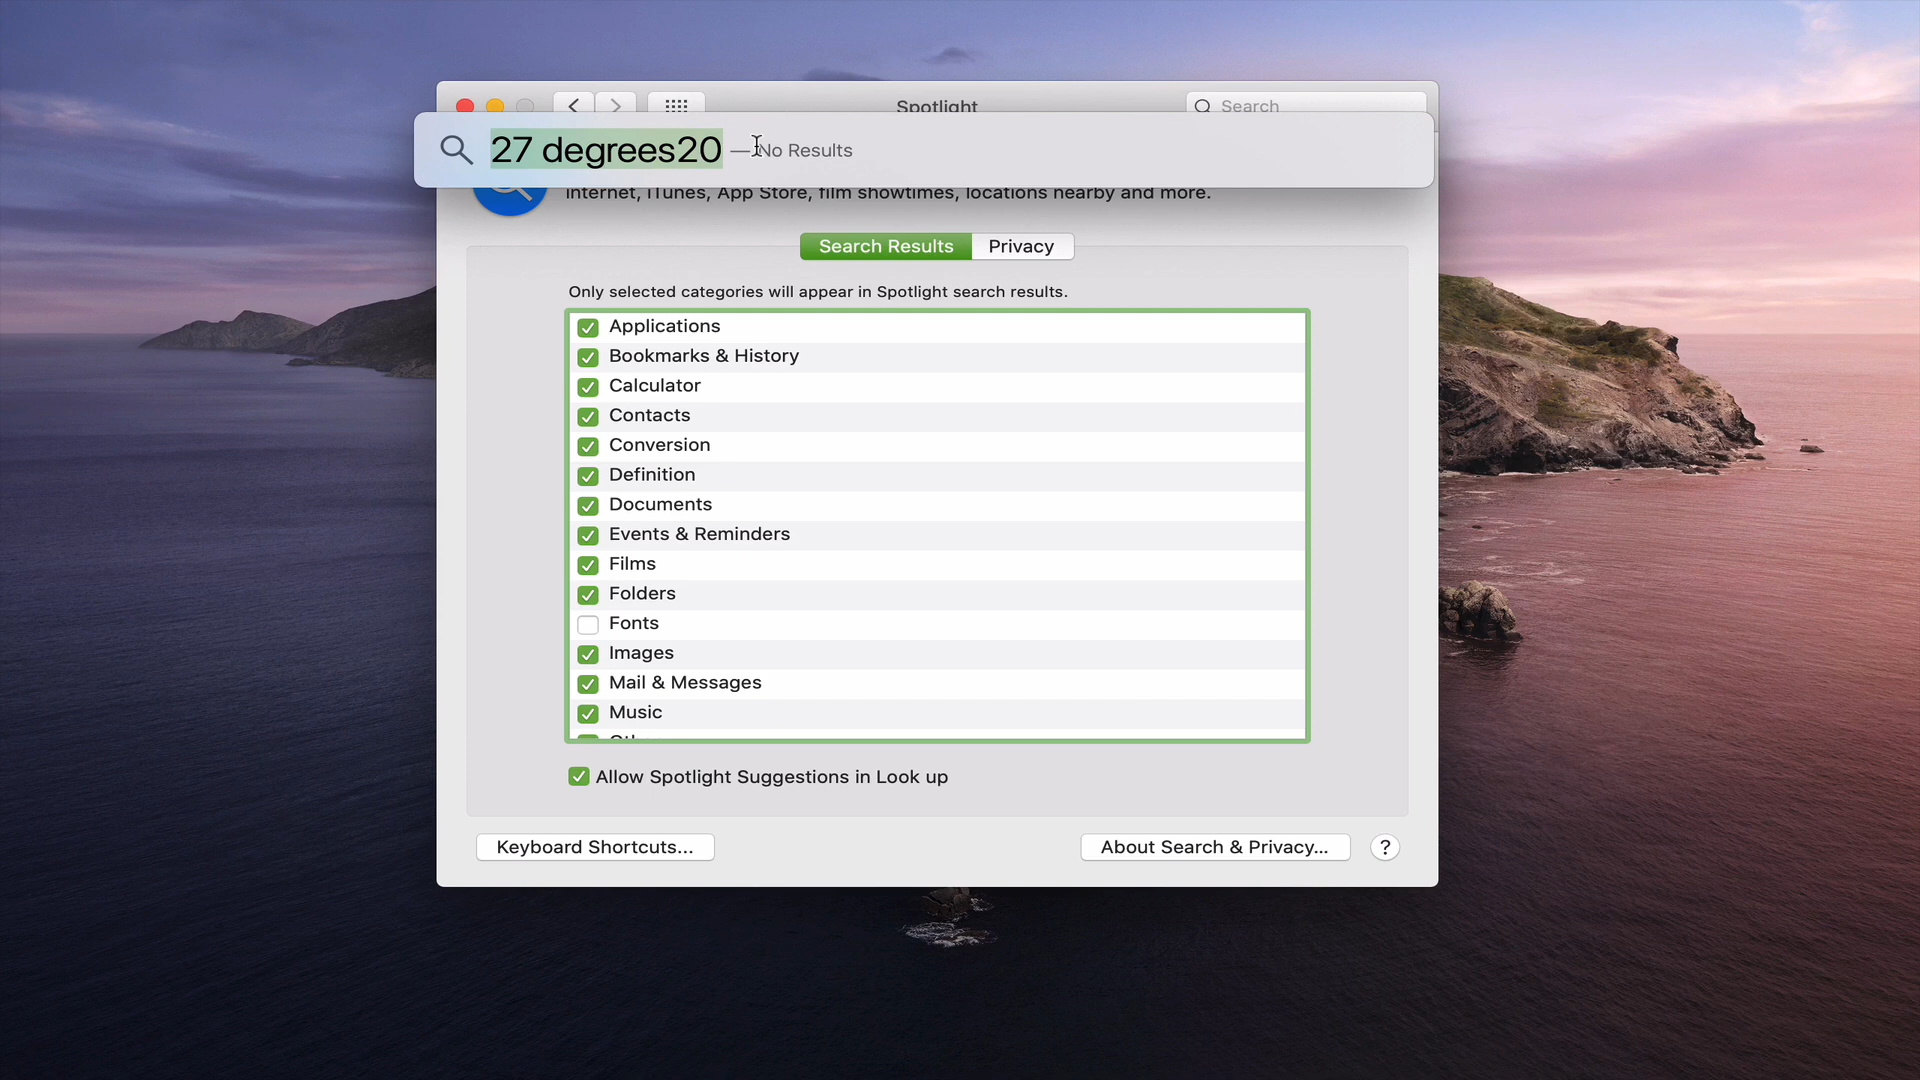 Spotlight
Search
27 degrees20 — No Results
internet, iTunes, App Store, film showtimes, locations nearby and more.
Search Results
Privacy
Only selected categories will appear in Spotlight search results.
Applications
Bookmarks & History
Calculator
Contacts
Conversion
Definition
Documents
Events & Reminders
Films
Folders
Fonts
Images
Mail & Messages
Music
Allow Spotlight Suggestions in Look up
Keyboard Shortcuts...
About Search & Privacy...
?